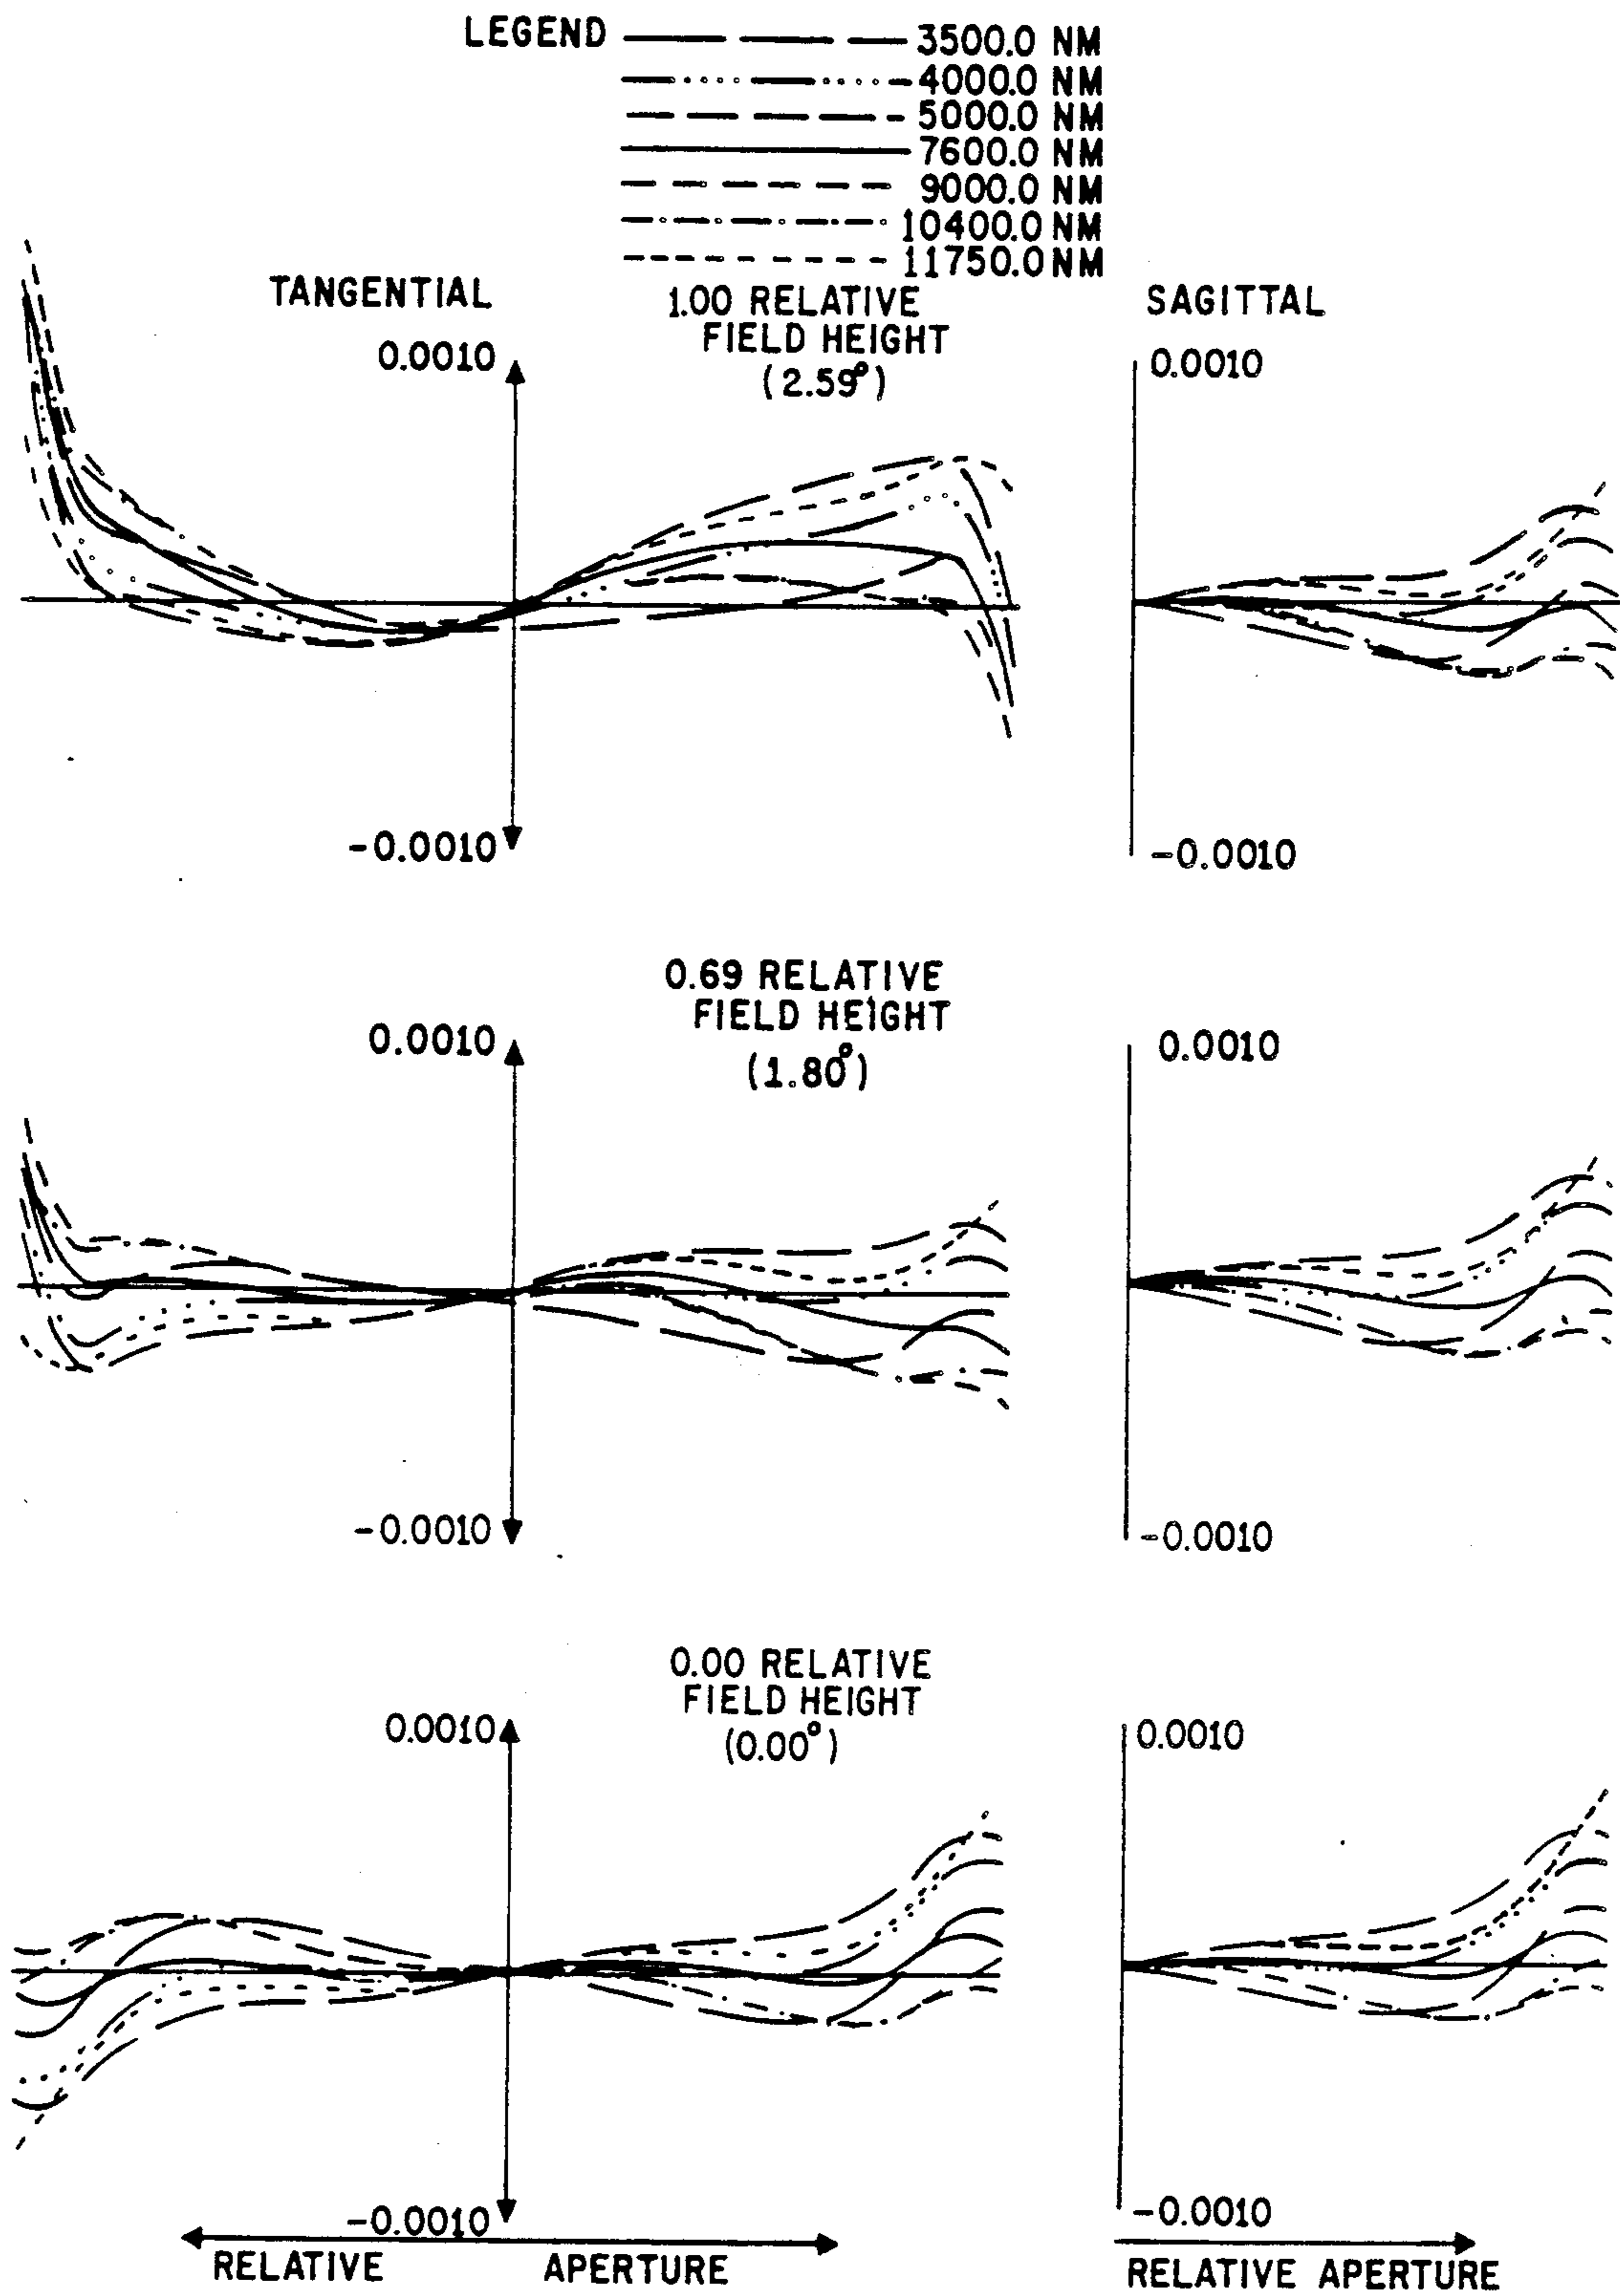 LEGEND 3500.0 NM
4000.0 NM
5000.0 NM
7600.0 NM
9000.0 NM
10400.0 NM
11750.0 NM
TANGENTIAL
1.00 RELATIVE
FIELD HEIGHT
(2.59°)
SAGITTAL
0.0010
0.0010
-0.0010
-0.0010
0.69 RELATIVE
FIELD HEIGHT
(1.80°)
0.0010
0.0010
-0.0010
-0.0010
0.00 RELATIVE
FIELD HEIGHT
(0.00°)
0.0010
0.0010
-0.0010
-0.0010
RELATIVE APERTURE
RELATIVE APERTURE